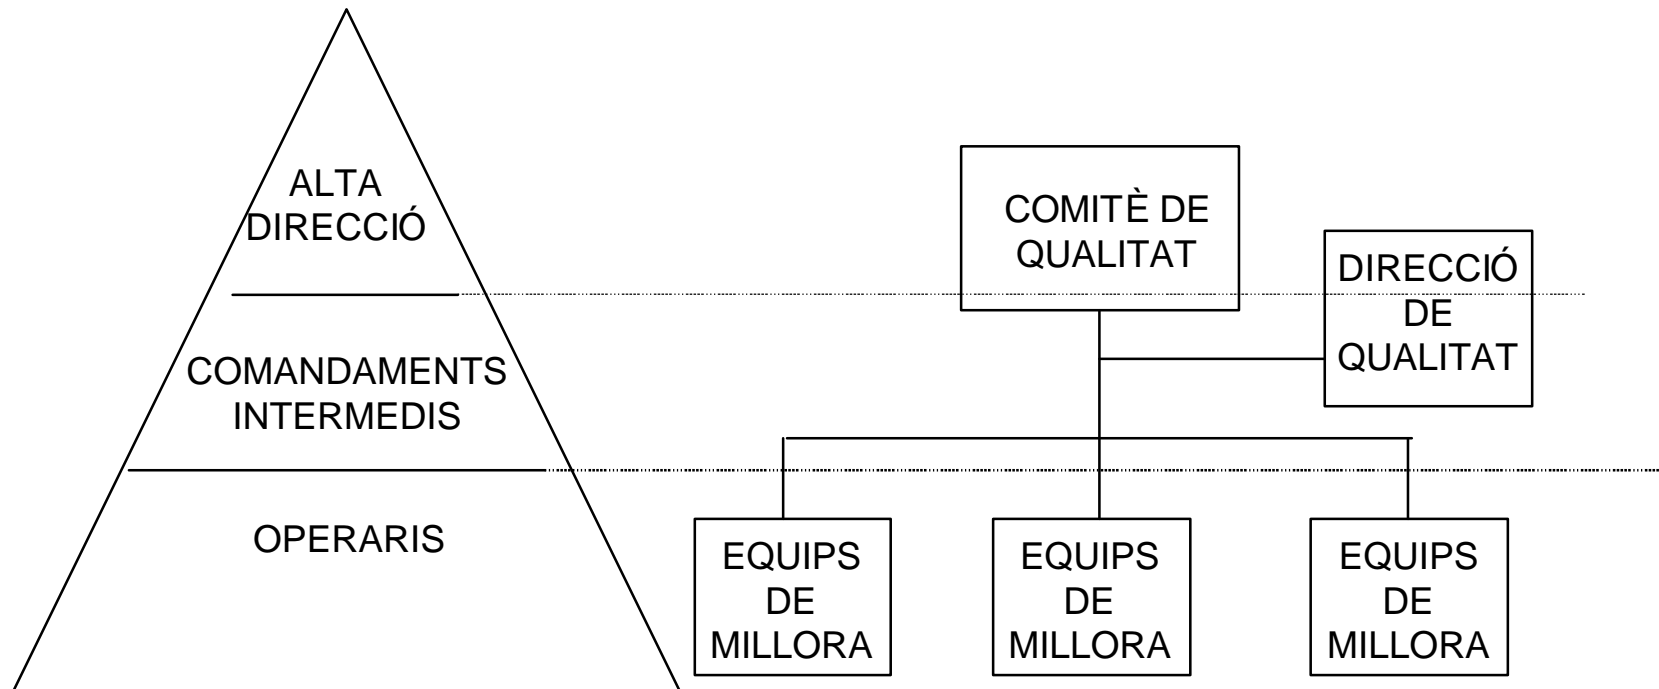 ALTA
DIRECCIÓ
COMANDAMENTS
INTERMEDIS
OPERARIS
COMITÈ DE
QUALITAT
DIRECCIÓ
DE
QUALITAT
EQUIPS
DE
MILLORA
EQUIPS
DE
MILLORA
EQUIPS
DE
MILLORA